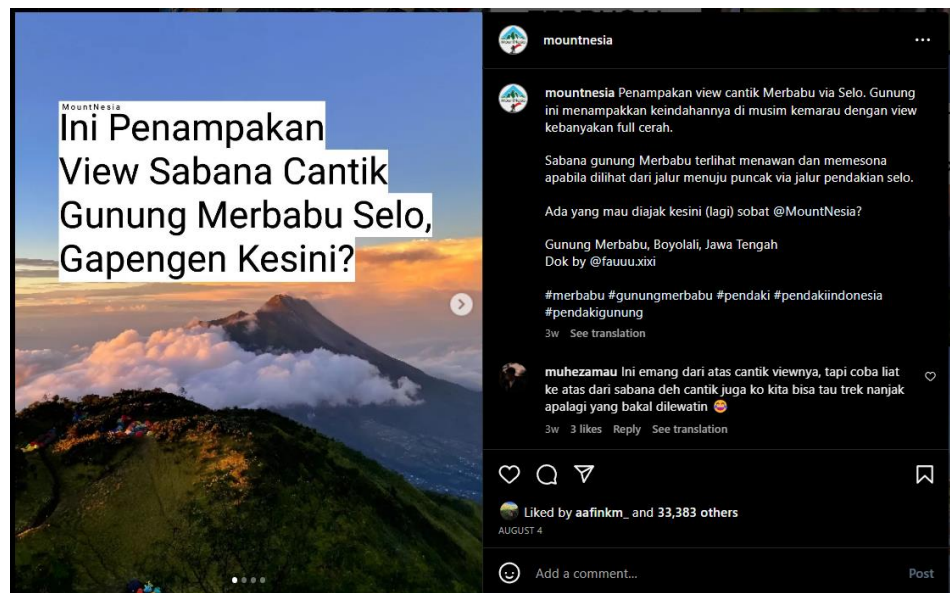 MountNesia
Ini Penampakan
View Sabana Cantik
Gunung Merbabu Selo,
Gapengen Kesini?
mountnesia
mountnesia Penampakan view cantik Merbabu via Selo. Gunung
ini menampakkan keindahannya di musim kemarau dengan view
kebanyakan full cerah.
Sabana gunung Merbabu terlihat menawan dan memesona
apabila dilihat dari jalur menuju puncak via jalur pendakian selo.
Ada yang mau diajak kesini (lagi) sobat @MountNesia?
Gunung Merbabu, Boyolali, Jawa Tengah
Dok by @fauuu.xixi
#merbabu #gunungmerbabu #pendaki #pendakiindonesia
#pendakigunung
3w See translation
muhezamau Ini emang dari atas cantik viewnya, tapi coba liat
ke atas dari sabana deh cantik juga ko kita bisa tau trek nanjak
apalagi yang bakal dilewatin 😂
3w 3 likes Reply See translation
Liked by aafinkm_ and 33,383 others
AUGUST 4
Add a comment...
Post